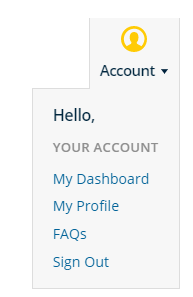 Account
Hello,
YOUR ACCOUNT
My Dashboard
My Profile
FAQs
Sign Out